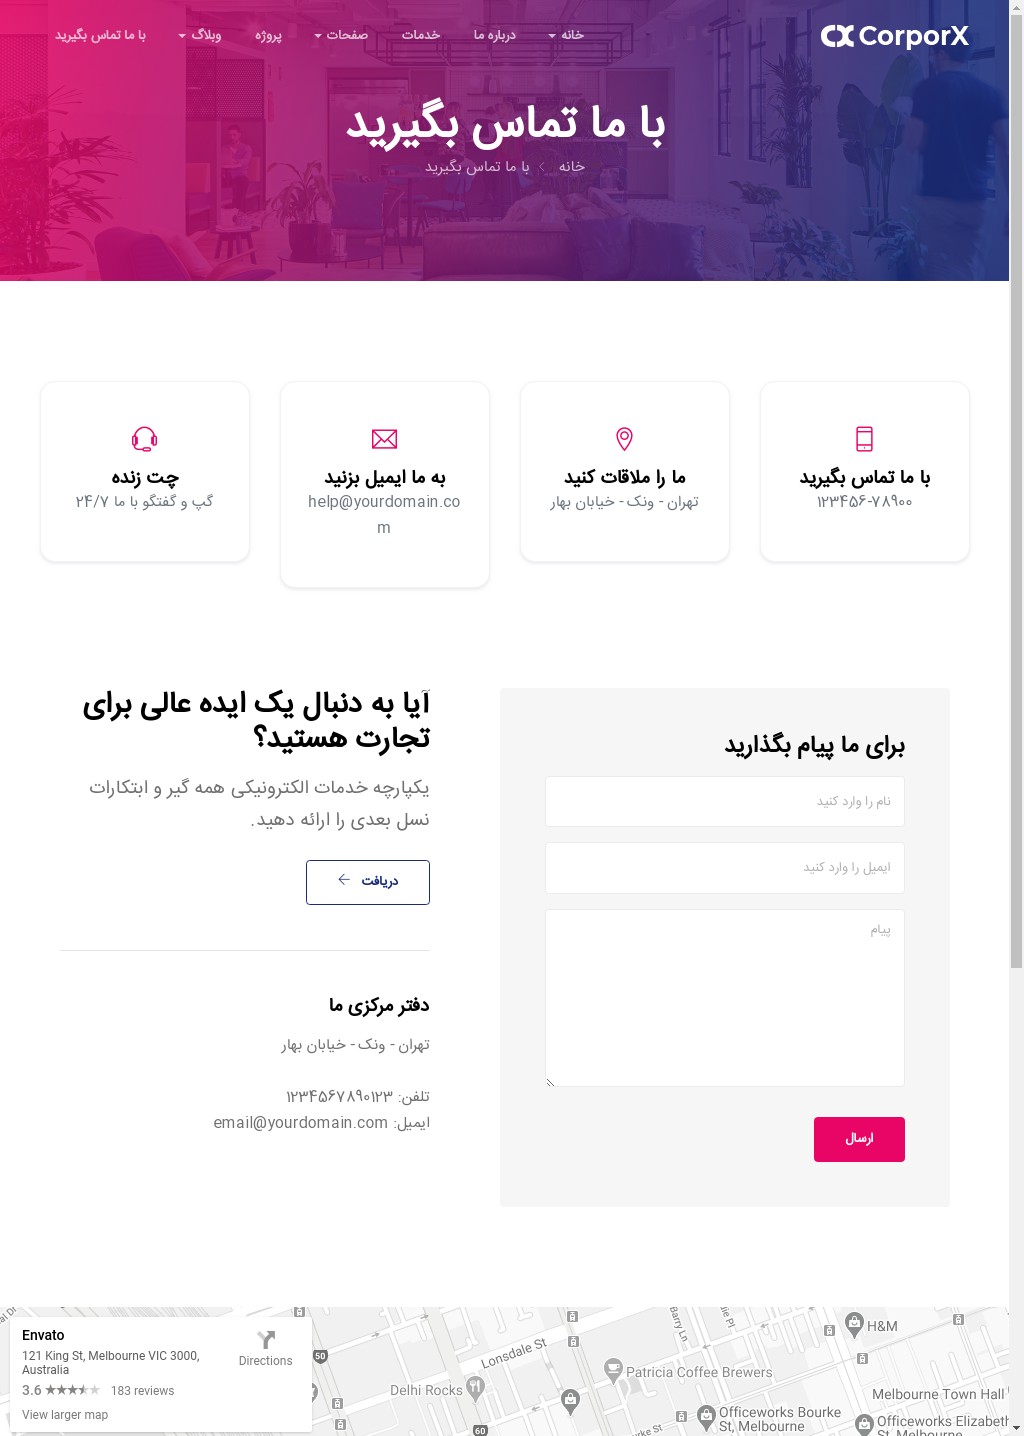 CorporX
خانه
درباره ما
خدمات
صفحات
پروژه
وبلاگ
با ما تماس بگیرید
با ما تماس بگیرید
خانه
با ما تماس بگیرید
با ما تماس بگیرید
۱۲۳۴۵۶-۷۸۹۰۰
ما را ملاقات کنید
تهران - ونک - خیابان بهار
به ما ایمیل بزنید
help@yourdomain.co
m
چت زنده
گپ و گفتگو با ما ۲۴/۷
برای ما پیام بگذارید
نام را وارد کنید
ایمیل را وارد کنید
پیام
ارسال
آیا به دنبال یک ایده عالی برای
تجارت هستید؟
یکپارچه خدمات الکترونیکی همه گیر و ابتکارات
نسل بعدی را ارائه دهید.
دریافت
دفتر مرکزی ما
تهران - ونک - خیابان بهار
تلفن: ۱۲۳۴۵۶۷۸۹۰۱۲۳
ایمیل: email@yourdomain.com
Envato
121 King St, Melbourne VIC 3000,
Australia
3.6
183 reviews
View larger map
Directions
50
60
Lonsdale St
Delhi Rocks
Patricia Coffee Brewers
Barry Ln
H&M
Melbourne Town Hall
Officeworks Bourke
St, Melbourne
Officeworks Elizabeth
St, Melbourne